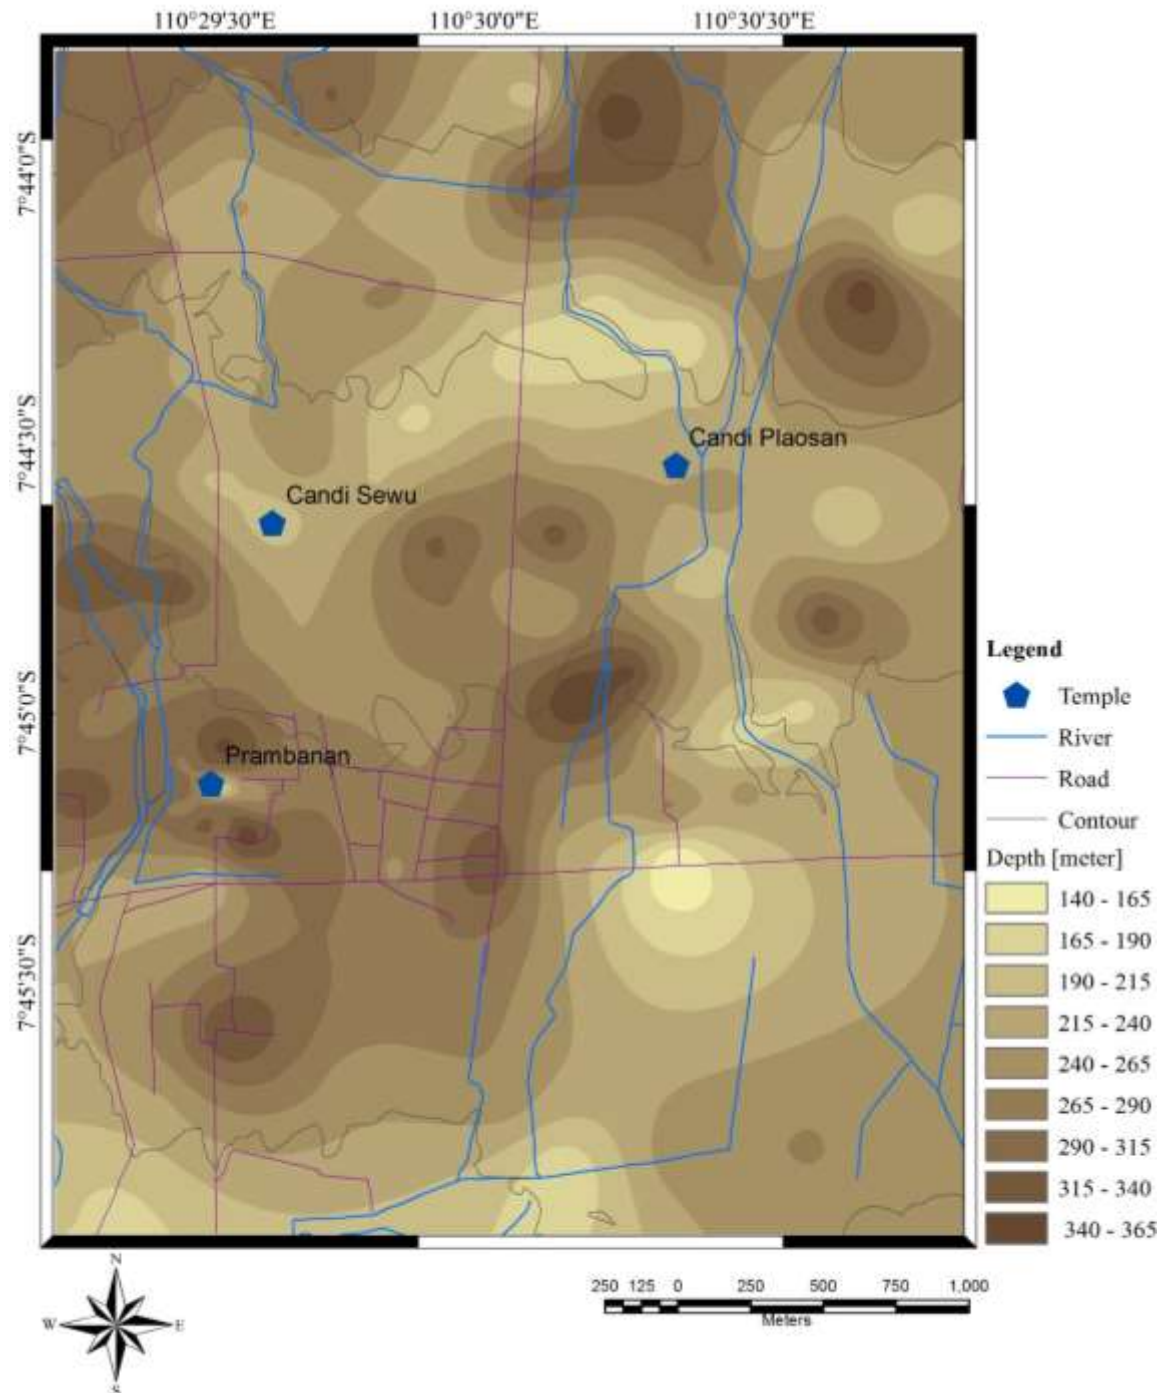 110°29'30"E 110°30'0"E 110°30'30"E
7°44'0"S
7°44'30"S
7°45'0"S
7°45'30"S
Candi Plaosan
Candi Sewu
Prambanan
Legend
Temple
River
Road
Contour
Depth [meter]
140 - 165
165 - 190
190 - 215
215 - 240
240 - 265
265 - 290
290 - 315
315 - 340
340 - 365
N
W E
S
250 125 0 250 500 750 1.000
Meters